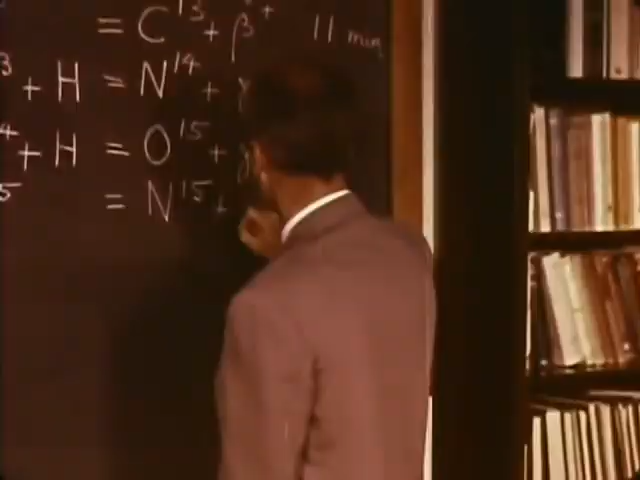 = C¹³ + β⁺ 11 min
³ + H = N¹⁴ + γ
⁴ + H = O¹⁵ + γ
⁵ = N¹⁵ +